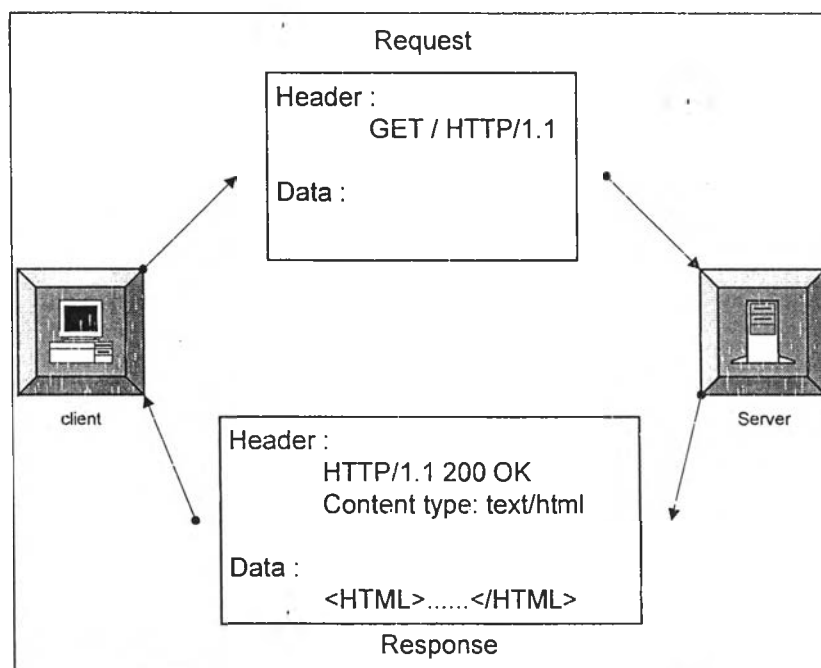 Request
Header :
GET / HTTP/1.1
Data :
client
Server
Header :
HTTP/1.1 200 OK
Content type: text/html
Data :
<HTML>......</HTML>
Response